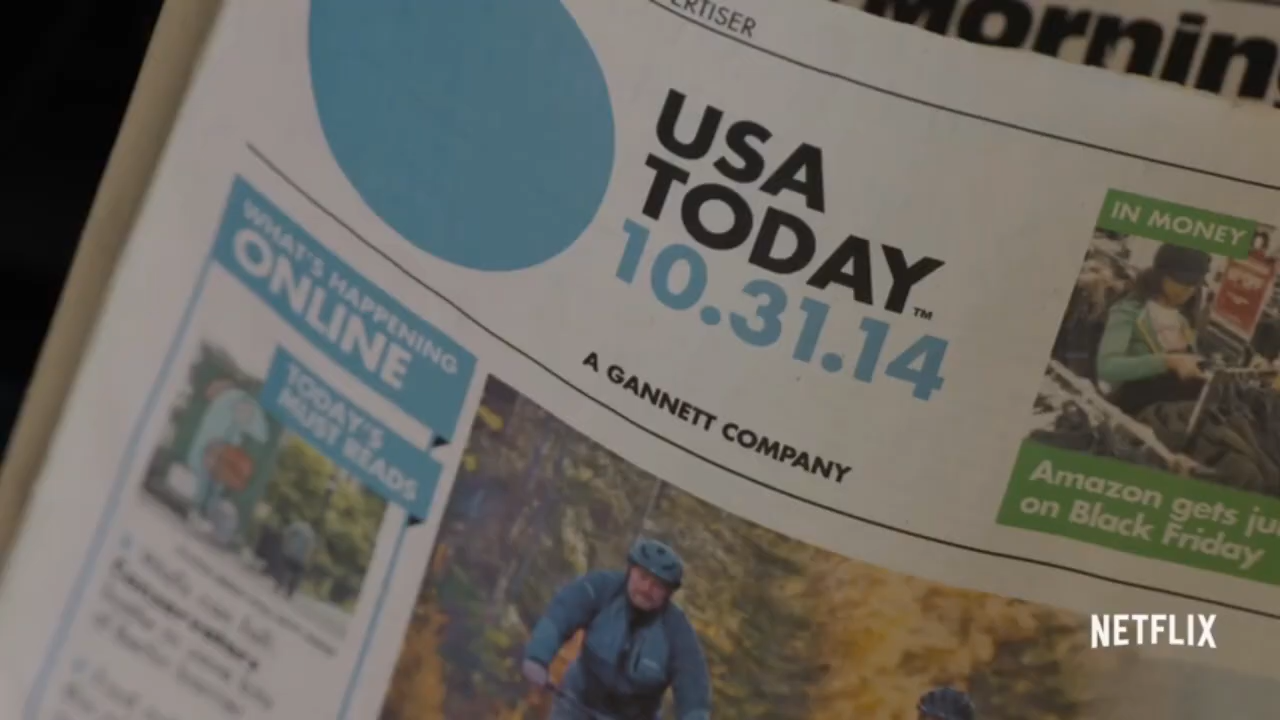 ERTISER
Mornin
USA
TODAY™
10.31.14
A GANNETT COMPANY
IN MONEY
Amazon gets ju
on Black Friday
WHAT'S HAPPENING
ONLINE
TODAY'S
MUST READS
NETFLIX